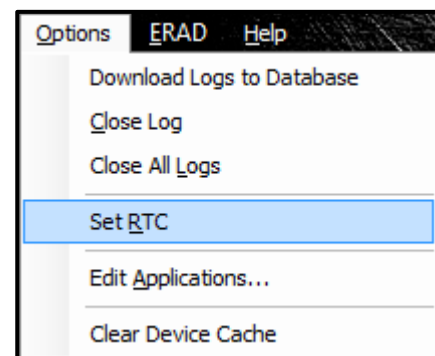 Options ERAD Help
Download Logs to Database
Close Log
Close All Logs
Set RTC
Edit Applications...
Clear Device Cache